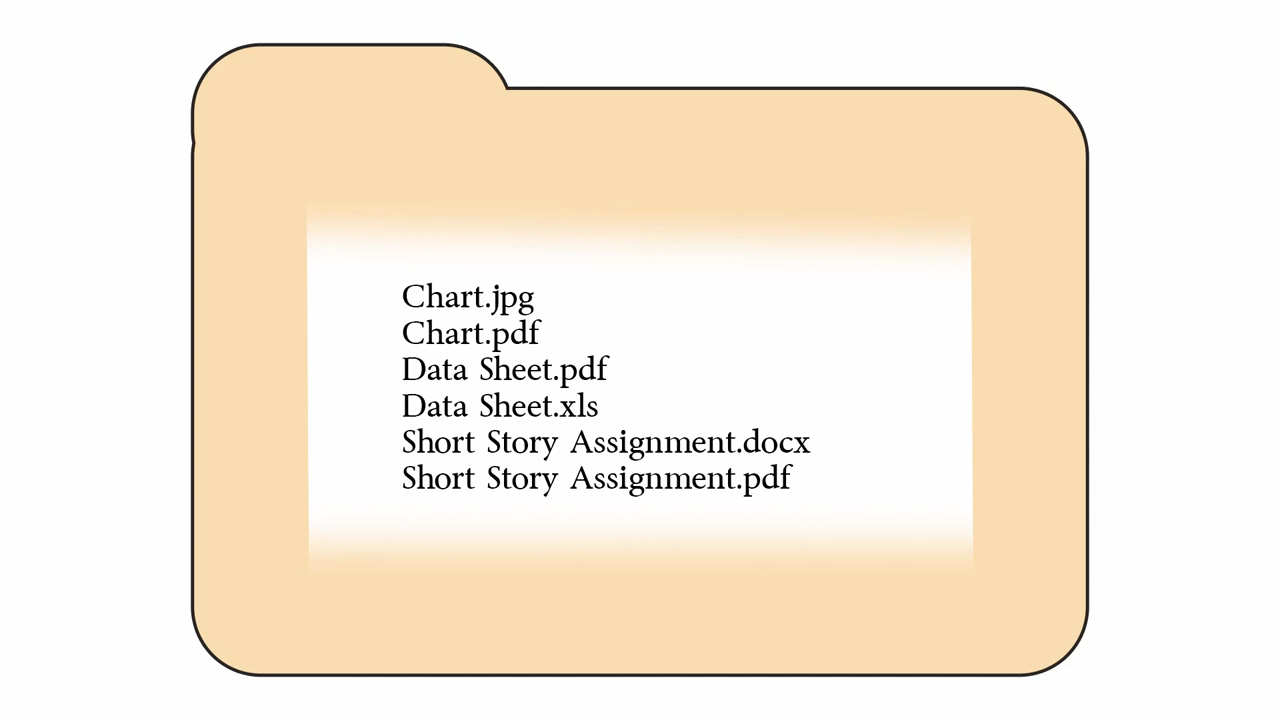 Chart.jpg
Chart.pdf
Data Sheet.pdf
Data Sheet.xls
Short Story Assignment.docx
Short Story Assignment.pdf